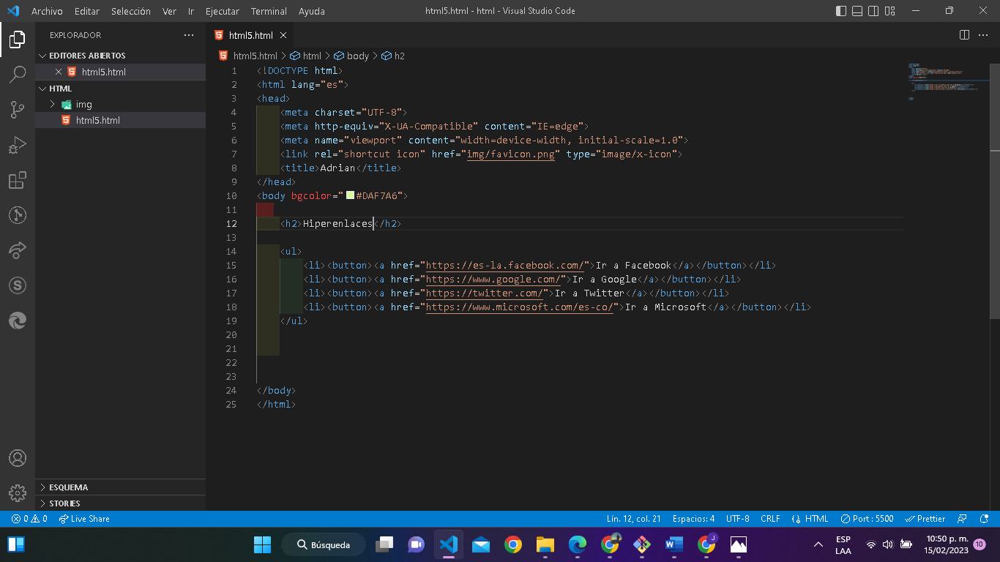 Archivo Editar Selección Ver Ir Ejecutar Terminal Ayuda html5.html - html - Visual Studio Code
EXPLORADOR
html5.html
EDITORES ABIERTOS
html5.html
HTML
img
html5.html
html5.html html body h2
1 <!DOCTYPE html>
2 <html lang="es">
3 <head>
4 <meta charset="UTF-8">
5 <meta http-equiv="X-UA-Compatible" content="IE=edge">
6 <meta name="viewport" content="width=device-width, initial-scale=1.0">
7 <link rel="shortcut icon" href="img/favicon.png" type="image/x-icon">
8 <title>Adrian</title>
9 </head>
10 <body bgcolor="#DAF7A6">
11
12 <h2>Hiperenlaces</h2>
13
14 <ul>
15 <li><button><a href="https://es-la.facebook.com/">Ir a Facebook</a></button></li>
16 <li><button><a href="https://www.google.com/">Ir a Google</a></button></li>
17 <li><button><a href="https://twitter.com/">Ir a Twitter</a></button></li>
18 <li><button><a href="https://www.microsoft.com/es-co/">Ir a Microsoft</a></button></li>
19 </ul>
20
21
22
23
24 </body>
25 </html>
ESQUEMA
STORIES
0 0 Live Share Lín. 12, col. 21 Espacios: 4 UTF-8 CRLF HTML Port : 5500 Prettier
Búsqueda
ESP
LAA
10:50 p. m.
15/02/2023
10